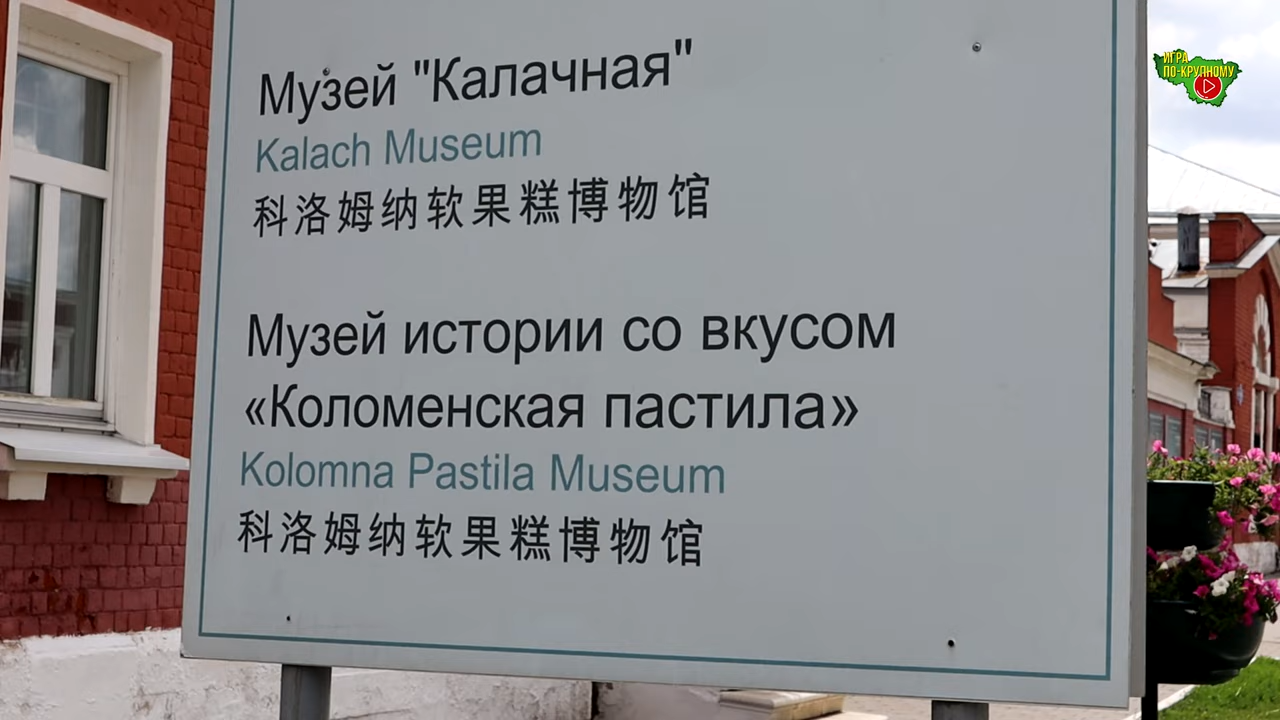 Музей "Калачная"
Kalach Museum
科洛姆纳软果糕博物馆
Музей истории со вкусом
«Коломенская пастила»
Kolomna Pastila Museum
科洛姆纳软果糕博物馆
ИГРА
ПО-КРУПНОМУ